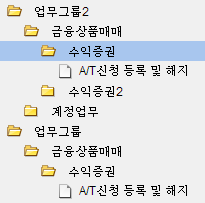 업무그룹2
금융상품매매
수익증권
A/T신청 등록 및 해지
수익증권2
계정업무
업무그룹
금융상품매매
수익증권
A/T신청 등록 및 해지